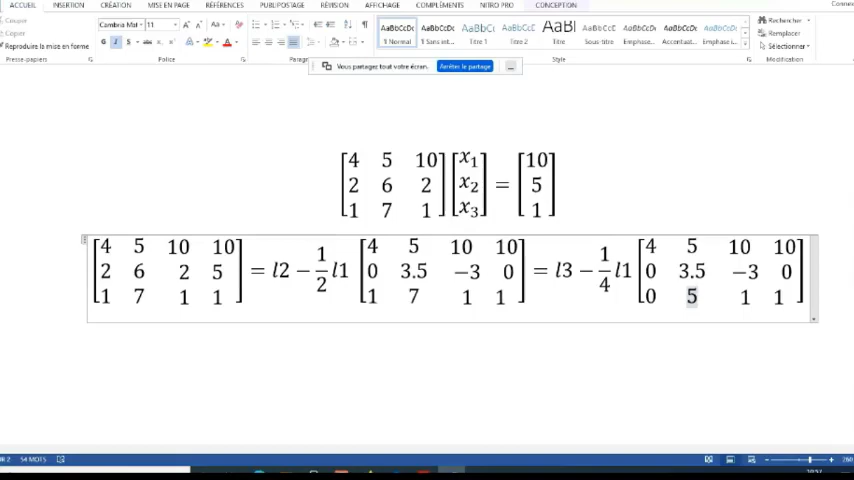 ACCUEIL INSERTION CRÉATION MISE EN PAGE RÉFÉRENCES PUBLIPOSTAGE RÉVISION AFFICHAGE COMPLÉMENTS NITRO PRO CONCEPTION
Couper Cambria Mat 11 Rechercher
Copier AaBbCcDc AaBbCcDc AaBbCc AaBbCcD AaBl AaBbCcC AaBbCcDc AaBbCcDc AaBbCcDc Remplacer
Reproduire la mise en forme 1 Normal 1 Sans int... Titre 1 Titre 2 Titre Sous-titre Emphase... Accentuat... Emphase i... Sélectionner
Presse-papiers Police Paragr Style Modification
Vous partagez tout votre écran. Arrêter le partage ...
[4 5 10] [x₁] [10]
[2 6 2] [x₂] = [5]
[1 7 1] [x₃] [1]
[4 5 10 10] [4 5 10 10] [4 5 10 10]
[2 6 2 5] = l2 − 1/2 l1 [0 3.5 −3 0] = l3 − 1/4 l1 [0 3.5 −3 0]
[1 7 1 1] [1 7 1 1] [0 5 1 1]
54 MOTS